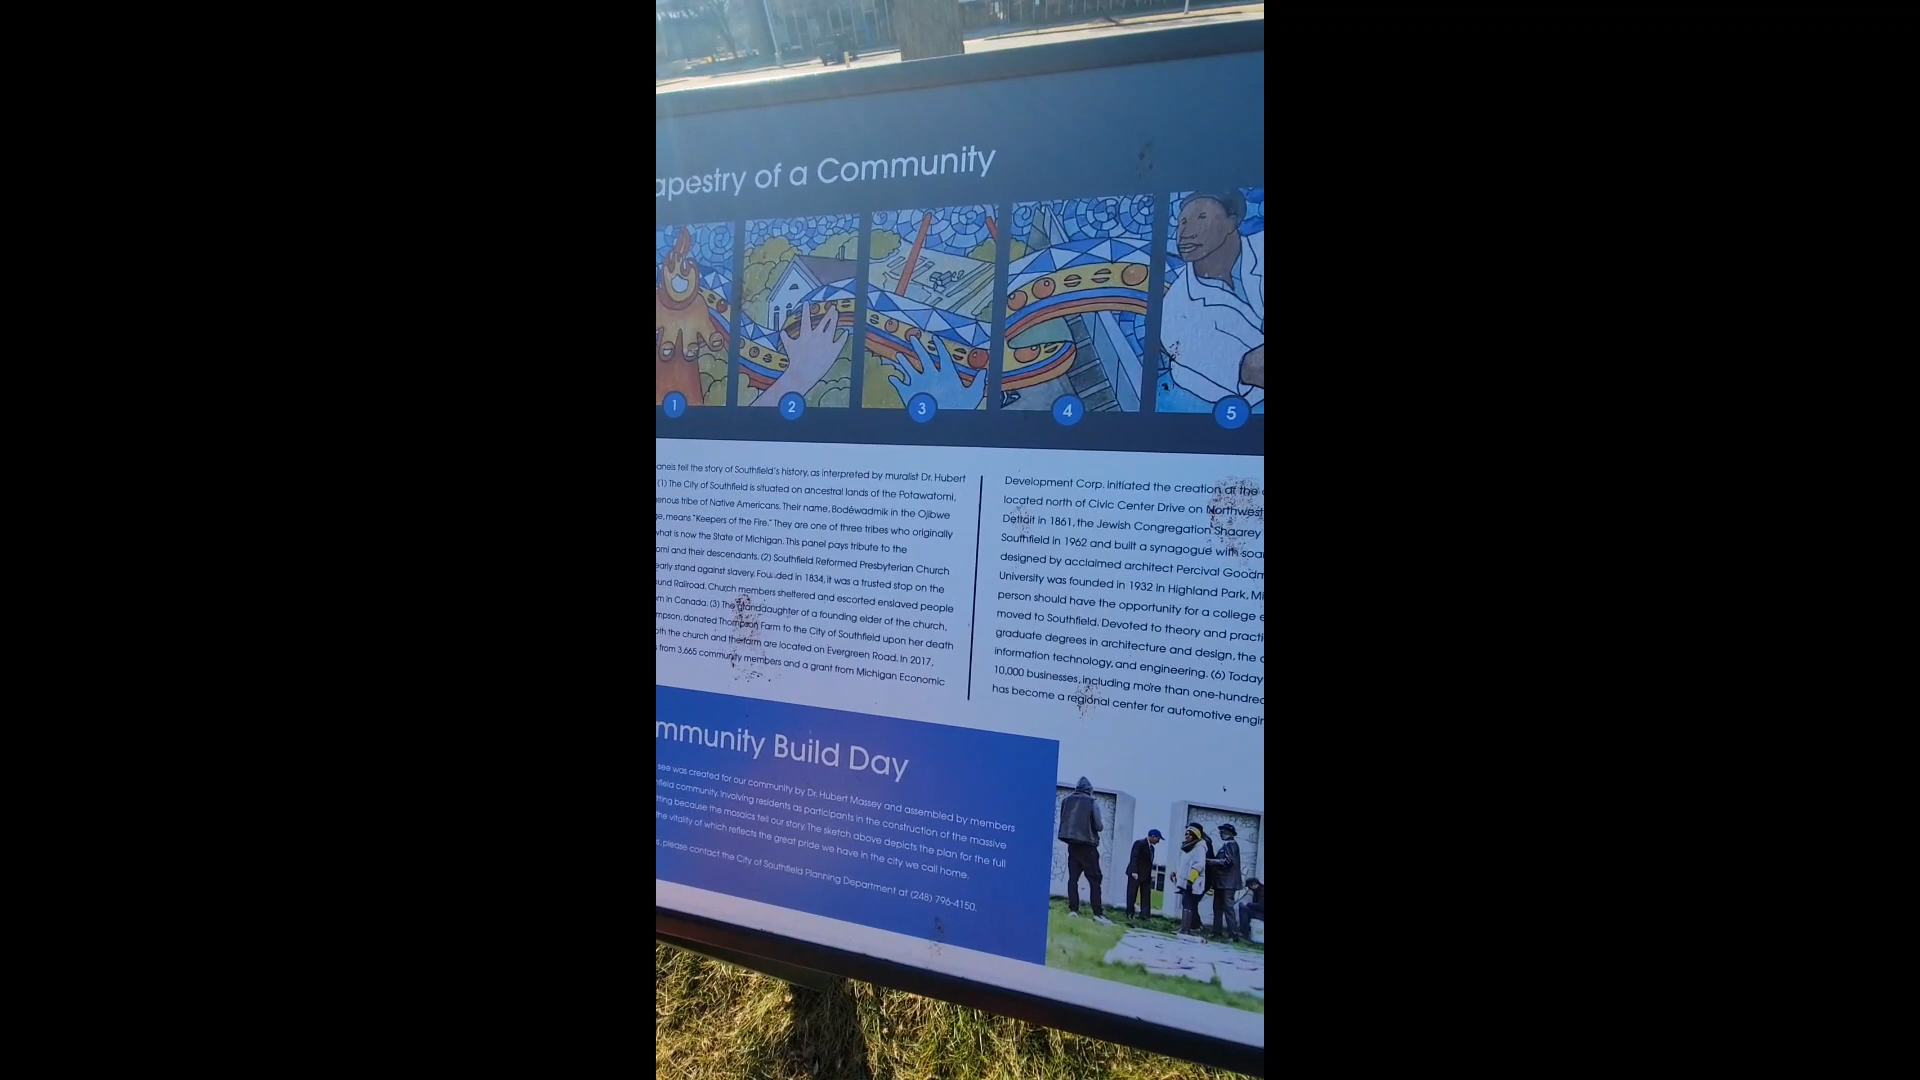 apestry of a Community
1
2
3
4
5
anels tell the story of Southfield's history, as interpreted by muralist Dr. Hubert
(1) The City of Southfield is situated on ancestral lands of the Potawatomi,
enous tribe of Native Americans. Their name, Bodéwadmik in the Ojibwe
e, means "Keepers of the Fire." They are one of three tribes who originally
what is now the State of Michigan. This panel pays tribute to the
omi and their descendants. (2) Southfield Reformed Presbyterian Church
early stand against slavery. Founded in 1834, it was a trusted stop on the
und Railroad. Church members sheltered and escorted enslaved people
m in Canada. (3) The granddaughter of a founding elder of the church,
mpson, donated Thompson Farm to the City of Southfield upon her death
oth the church and the farm are located on Evergreen Road. In 2017,
from 3,665 community members and a grant from Michigan Economic
Development Corp. initiated the creation of the
located north of Civic Center Drive on Northwest
Detroit in 1861, the Jewish Congregation Shaarey
Southfield in 1962 and built a synagogue with soa
designed by acclaimed architect Percival Goodm
University was founded in 1932 in Highland Park, Mi
person should have the opportunity for a college e
moved to Southfield. Devoted to theory and practi
graduate degrees in architecture and design, the
information technology, and engineering. (6) Today
10,000 businesses, including more than one-hundred
has become a regional center for automotive engin
mmunity Build Day
see was created for our community by Dr. Hubert Massey and assembled by members
hfield community. Involving residents as participants in the construction of the massive
tting because the mosaics tell our story. The sketch above depicts the plan for the full
the vitality of which reflects the great pride we have in the city we call home.
s, please contact the City of Southfield Planning Department at (248) 796-4150.